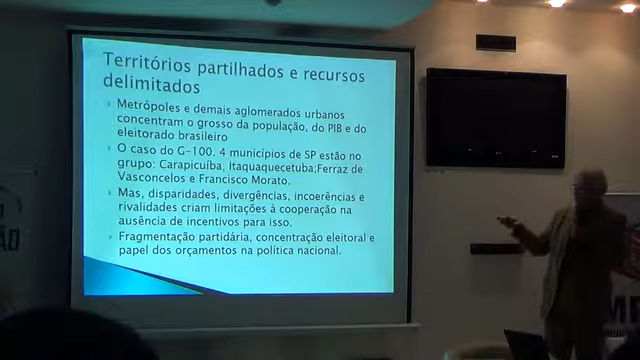 Territórios partilhados e recursos
delimitados
Metrópoles e demais aglomerados urbanos
concentram o grosso da população, do PIB e do
eleitorado brasileiro
O caso do G-100. 4 municípios de SP estão no
grupo: Carapicuíba; Itaquaquecetuba;Ferraz de
Vasconcelos e Francisco Morato.
Mas, disparidades, divergências, incoerências e
rivalidades criam limitações à cooperação na
ausência de incentivos para isso.
Fragmentação partidária, concentração eleitoral e
papel dos orçamentos na política nacional.